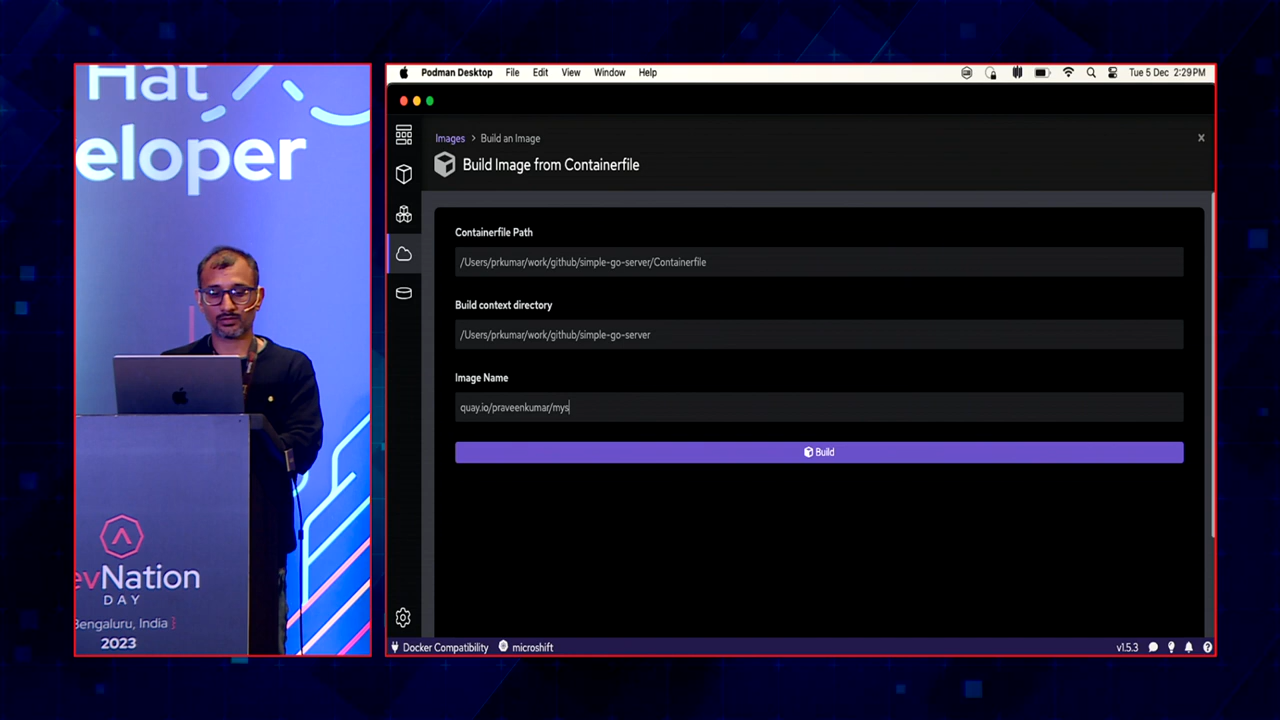 Hat
eloper
evNation
DAY
Bengaluru, India }
2023
Podman Desktop File Edit View Window Help Tue 5 Dec 2:29 PM
Images > Build an Image
Build Image from Containerfile
Containerfile Path
/Users/prkumar/work/github/simple-go-server/Containerfile
Build context directory
/Users/prkumar/work/github/simple-go-server
Image Name
quay.io/praveenkumar/mys
Build
Docker Compatibility microshift v1.5.3